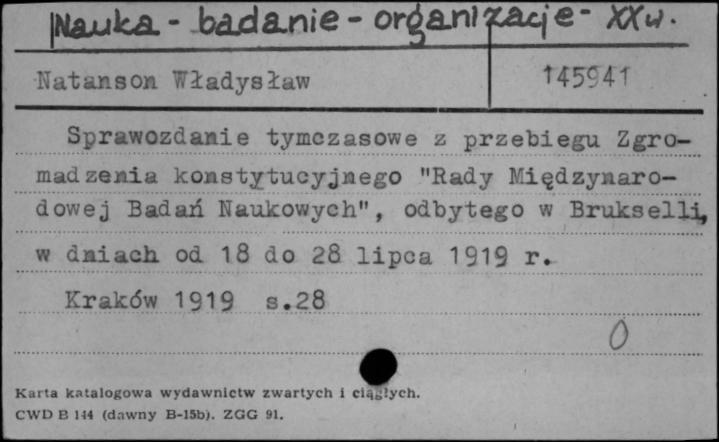 Nauka - badanie - organizacje - XXw.
Natanson Władysław 145941
Sprawozdanie tymczasowe z przebiegu Zgro-
madzenia konstytucyjnego "Rady Międzynaro-
dowej Badań Naukowych", odbytego w Brukselli,
w dniach od 18 do 28 lipca 1919 r.
Kraków 1919 s.28
0
Karta katalogowa wydawnictw zwartych i ciągłych.
CWD B 144 (dawny B-15b). ZGG 91.